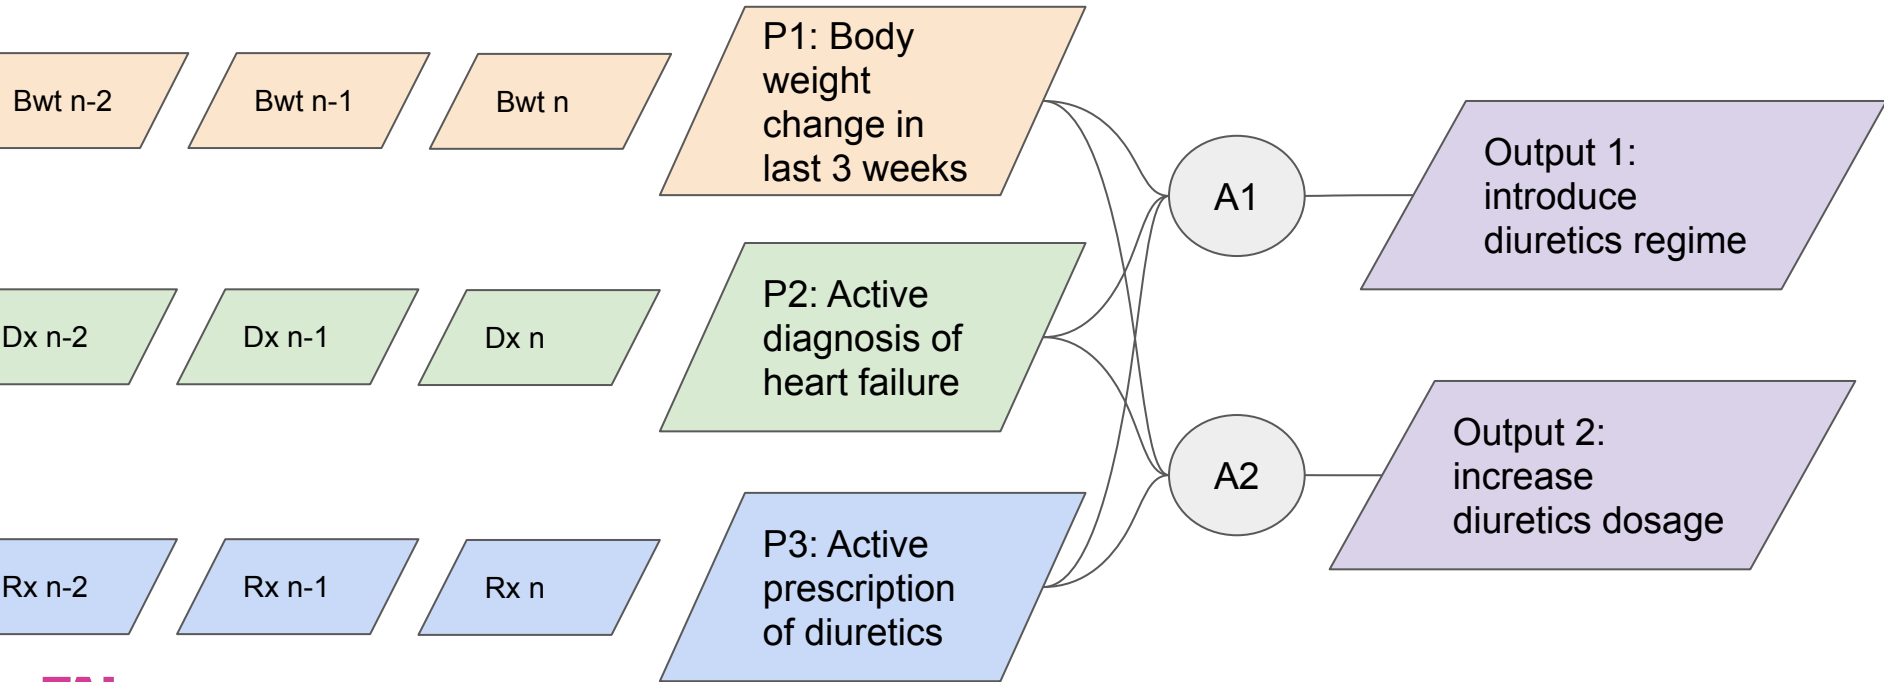 Bwt n-2
Bwt n-1
Bwt n
P1: Body
weight
change in
last 3 weeks
Dx n-2
Dx n-1
Dx n
P2: Active
diagnosis of
heart failure
Rx n-2
Rx n-1
Rx n
P3: Active
prescription
of diuretics
A1
A2
Output 1:
introduce
diuretics regime
Output 2:
increase
diuretics dosage